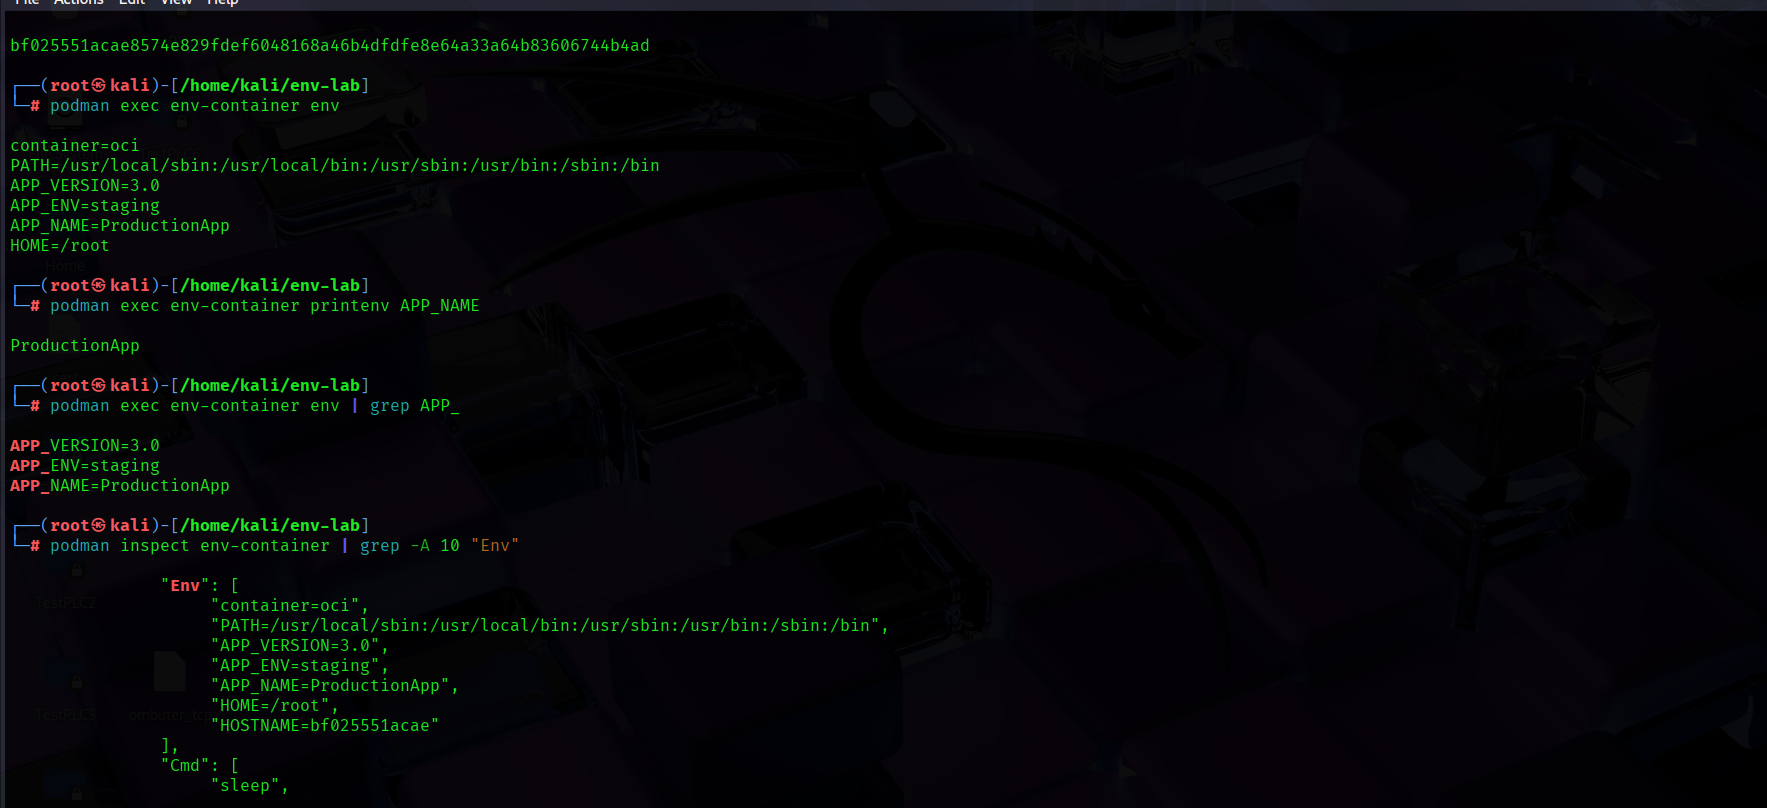 File Actions Edit View Help
bf025551acae8574e829fdef6048168a46b4dfdfe8e64a33a64b83606744b4ad
┌──(root㉿kali)-[/home/kali/env-lab]
└─# podman exec env-container env
container=oci
PATH=/usr/local/sbin:/usr/local/bin:/usr/sbin:/usr/bin:/sbin:/bin
APP_VERSION=3.0
APP_ENV=staging
APP_NAME=ProductionApp
HOME=/root
┌──(root㉿kali)-[/home/kali/env-lab]
└─# podman exec env-container printenv APP_NAME
ProductionApp
┌──(root㉿kali)-[/home/kali/env-lab]
└─# podman exec env-container env | grep APP_
APP_VERSION=3.0
APP_ENV=staging
APP_NAME=ProductionApp
┌──(root㉿kali)-[/home/kali/env-lab]
└─# podman inspect env-container | grep -A 10 "Env"
"Env": [
"container=oci",
"PATH=/usr/local/sbin:/usr/local/bin:/usr/sbin:/usr/bin:/sbin:/bin",
"APP_VERSION=3.0",
"APP_ENV=staging",
"APP_NAME=ProductionApp",
"HOME=/root",
"HOSTNAME=bf025551acae"
],
"Cmd": [
"sleep",
Home
TestPLC2
TestPLC3